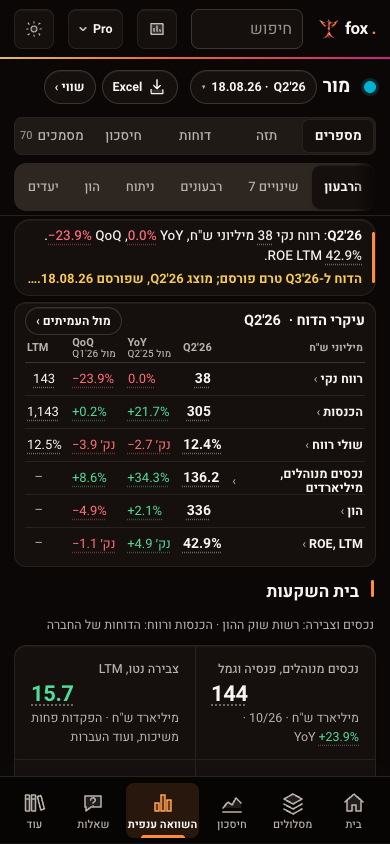 fox.
חיפוש
Pro
מור
Q2'26 · 18.08.26
Excel
שווי ›
מספרים
תזה
דוחות
חיסכון
מסמכים 70
הרבעון
שינויים 7
רבעונים
ניתוח
הון
יעדים
Q2'26: רווח נקי 38 מיליוני ש"ח, YoY 0.0%, QoQ −23.9%.
ROE LTM 42.9%.
הדוח ל-Q3'26 טרם פורסם; מוצג Q2'26, שפורסם 18.08.26....
עיקרי הדוח · Q2'26
מול העמיתים ›
מיליוני ש"ח Q2'26 YoY מול Q2'25 QoQ מול Q1'26 LTM
רווח נקי › 38 0.0% −23.9% 143
הכנסות › 305 +21.7% +0.2% 1,143
שולי רווח › 12.4% −2.7 נק' −3.9 נק' 12.5%
נכסים מנוהלים, מיליארדים › 136.2 +34.3% +8.6% –
הון › 336 +2.1% −4.9% –
ROE, LTM › 42.9% +4.9 נק' −1.1 נק' –
בית השקעות
נכסים וצבירה: רשות שוק ההון · הכנסות ורווח: הדוחות של החברה
נכסים מנוהלים, פנסיה וגמל
144
מיליארד ש"ח · 10/26 ·
YoY +23.9%
צבירה נטו, LTM
15.7
מיליארד ש"ח · הפקדות פחות
משיכות, ועוד העברות
בית
מסלולים
חיסכון
השוואה ענפית
שאלות
עוד